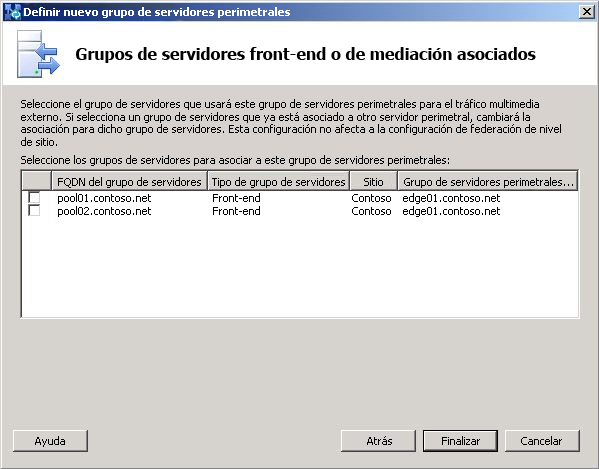 Definir nuevo grupo de servidores perimetrales
Grupos de servidores front-end o de mediación asociados
Seleccione el grupo de servidores que usará este grupo de servidores perimetrales para el tráfico multimedia
externo. Si selecciona un grupo de servidores que ya está asociado a otro servidor perimetral, cambiará la
asociación para dicho grupo de servidores. Esta configuración no afecta a la configuración de federación de nivel
de sitio.
Seleccione los grupos de servidores para asociar a este grupo de servidores perimetrales:
FQDN del grupo de servidores Tipo de grupo de servidores Sitio Grupo de servidores perimetrales...
pool01.contoso.net Front-end Contoso edge01.contoso.net
pool02.contoso.net Front-end Contoso edge01.contoso.net
Ayuda Atrás Finalizar Cancelar